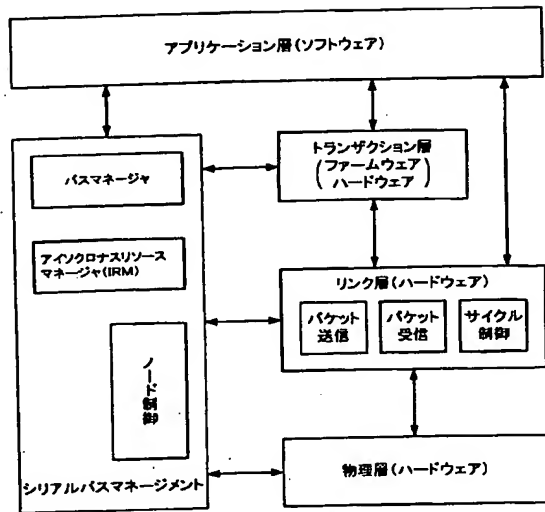 アプリケーション層(ソフトウェア)
トランザクション層
(ファームウェア
ハードウェア)
バスマネージャ
アイソクロナスリソース
マネージャ(IRM)
リンク層(ハードウェア)
パケット
送信
パケット
受信
サイクル
制御
ノード制御
シリアルバスマネージメント
物理層(ハードウェア)